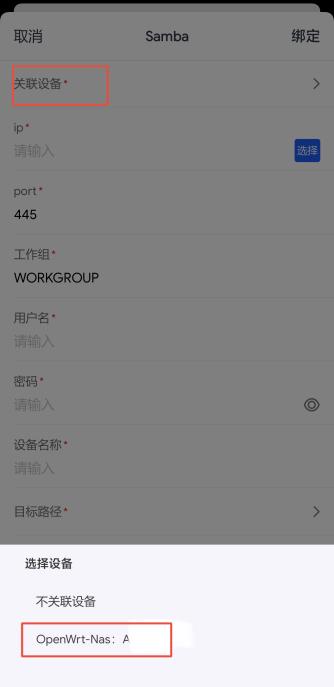 取消 Samba 绑定
关联设备*
ip*
请输入 选择
port*
445
工作组*
WORKGROUP
用户名*
请输入
密码*
请输入
设备名称*
请输入
目标路径*
选择设备
不关联设备
OpenWrt-Nas: A